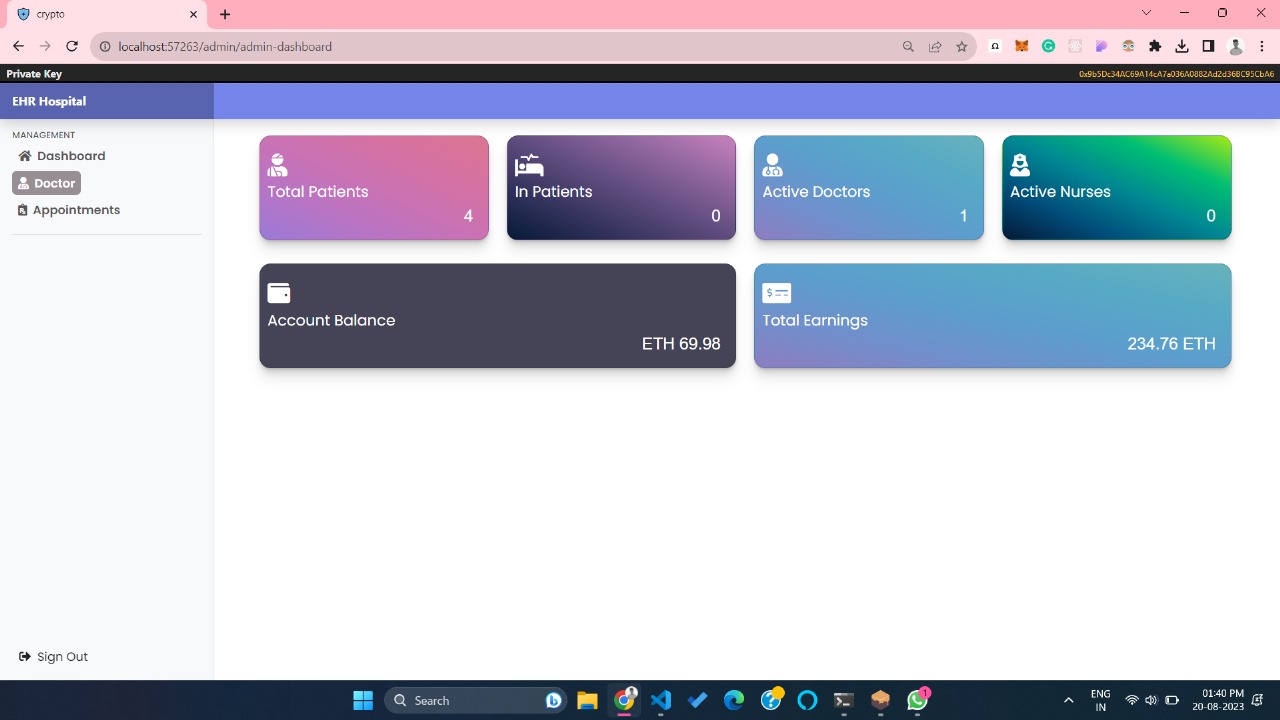 crypto
localhost:57263/admin/admin-dashboard
Private Key
0x9b5Dc34AC69A14cA7a036A0882Ad2d36BC95CbA6
EHR Hospital
MANAGEMENT
Dashboard
Doctor
Appointments
Total Patients
4
In Patients
0
Active Doctors
1
Active Nurses
0
Account Balance
ETH 69.98
Total Earnings
234.76 ETH
Sign Out
Search
1
ENG
IN
01:40 PM
20-08-2023